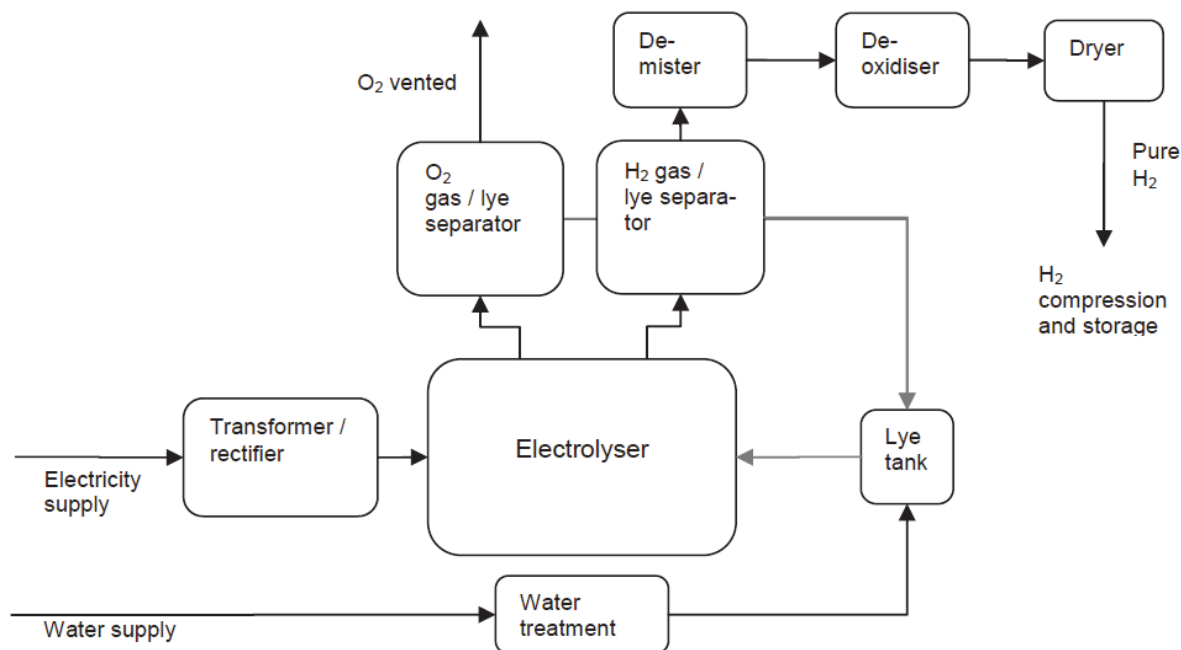 De-
mister
De-
oxidiser
Dryer
O₂ vented
O₂
gas / lye
separator
H₂ gas /
lye separa-
tor
Pure
H₂
H₂
compression
and storage
Transformer /
rectifier
Electrolyser
Lye
tank
Electricity
supply
Water
treatment
Water supply